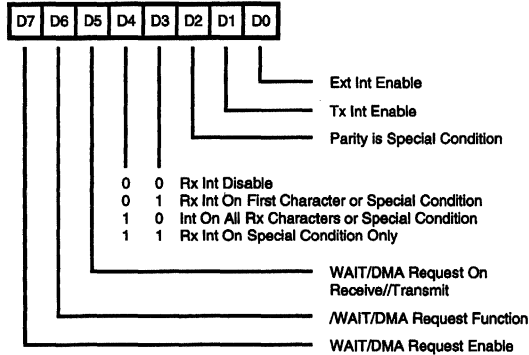 D7 D6 D5 D4 D3 D2 D1 D0
Ext Int Enable
Tx Int Enable
Parity is Special Condition
0 0 Rx Int Disable
0 1 Rx Int On First Character or Special Condition
1 0 Int On All Rx Characters or Special Condition
1 1 Rx Int On Special Condition Only
WAIT/DMA Request On
Receive//Transmit
/WAIT/DMA Request Function
WAIT/DMA Request Enable